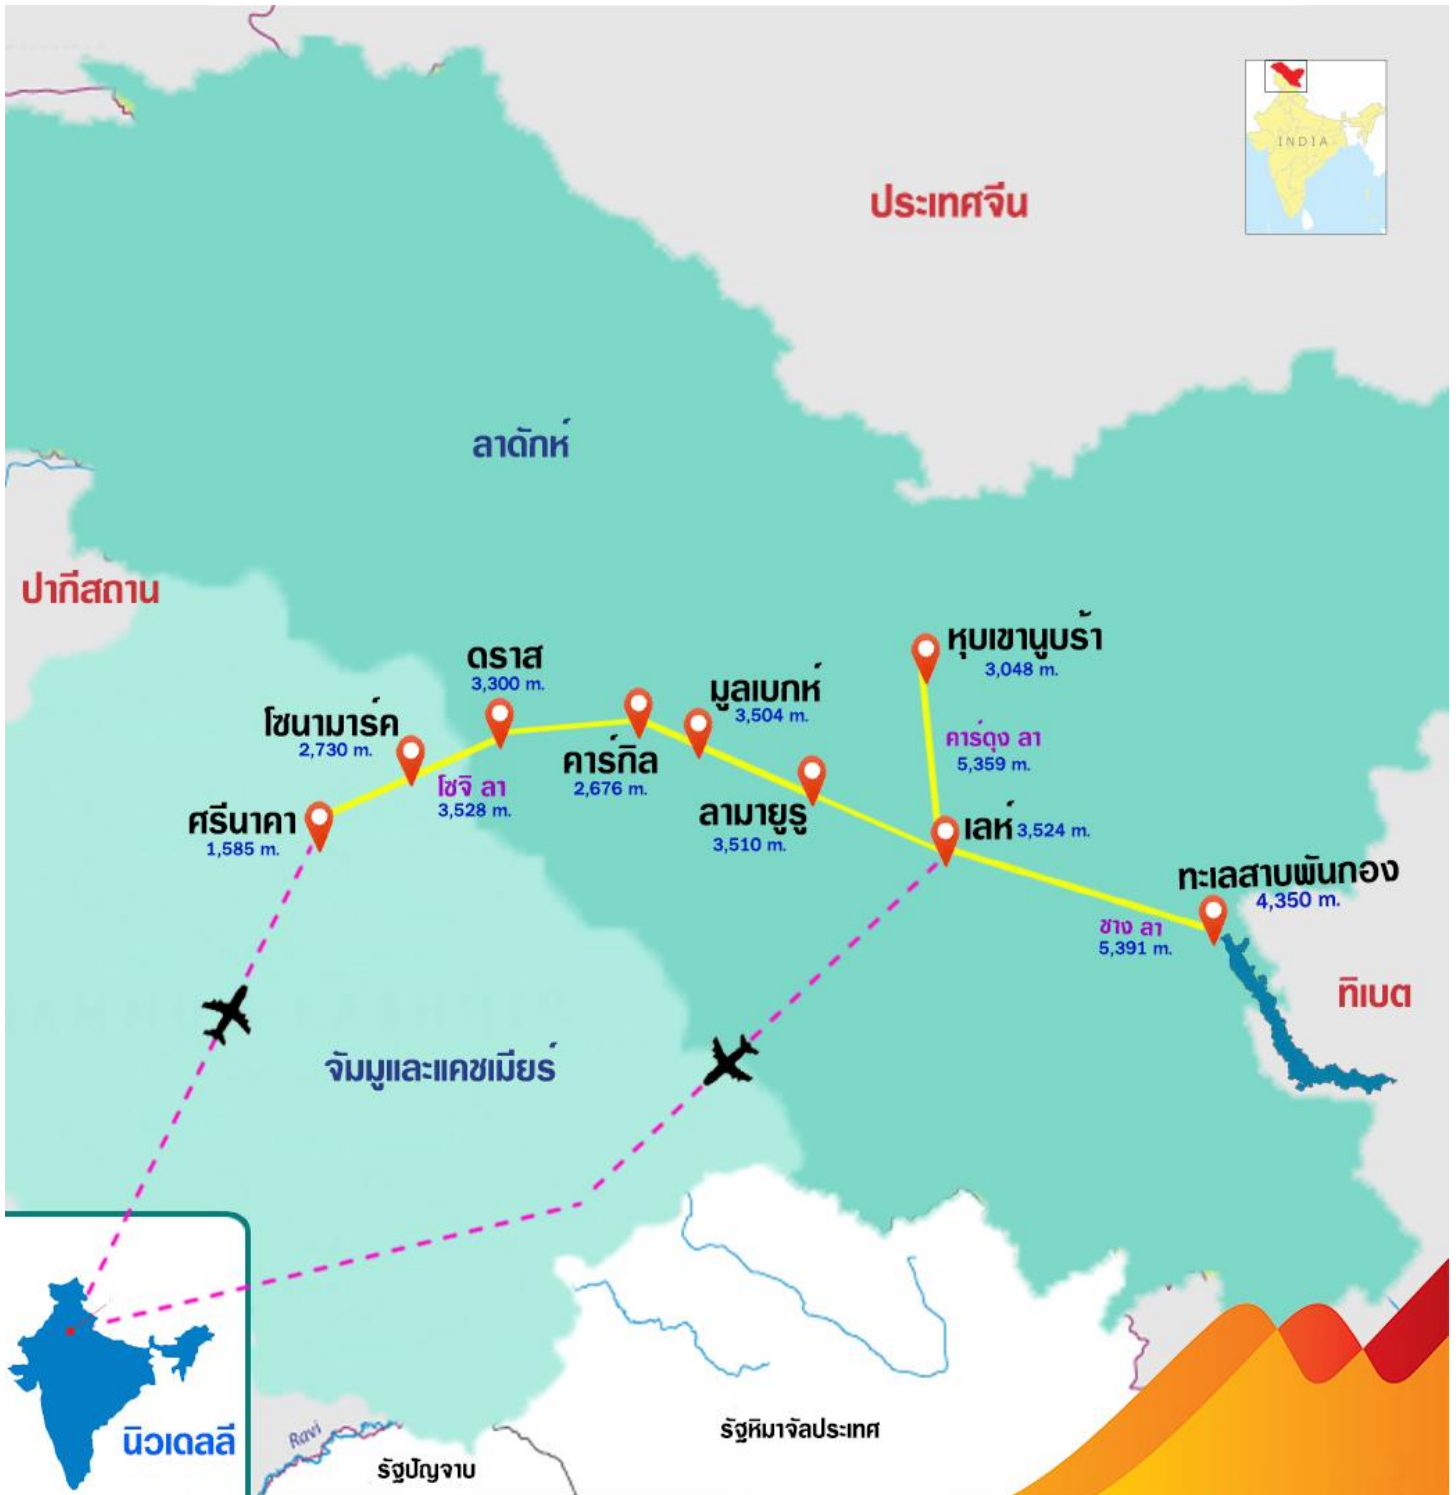 INDIA
ประเทศจีน
ลาดักห์
ปากีสถาน
หุบเขานูบร้า
3,048 m.
ดราส
3,300 m.
มูลเบกห์
3,504 m.
โซนามาร์ค
2,730 m.
คาร์ดุง ลา
5,359 m.
คาร์กิล
2,676 m.
โซจิ ลา
3,528 m.
ศรีนาคา
1,585 m.
ลามายูรู
3,510 m.
เลห์ 3,524 m.
ทะเลสาบพันกอง
4,350 m.
ชาง ลา
5,391 m.
ทิเบต
จัมมูและแคชเมียร์
นิวเดลลี
Ravi
รัฐปัญจาบ
รัฐหิมาจัลประเทศ